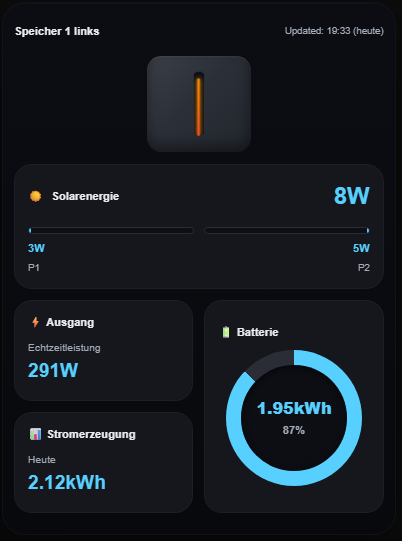 Speicher 1 links
Updated: 19:33 (heute)
Solarenergie
8W
3W
5W
P1
P2
Ausgang
Echtzeitleistung
291W
Batterie
1.95kWh
87%
Stromerzeugung
Heute
2.12kWh